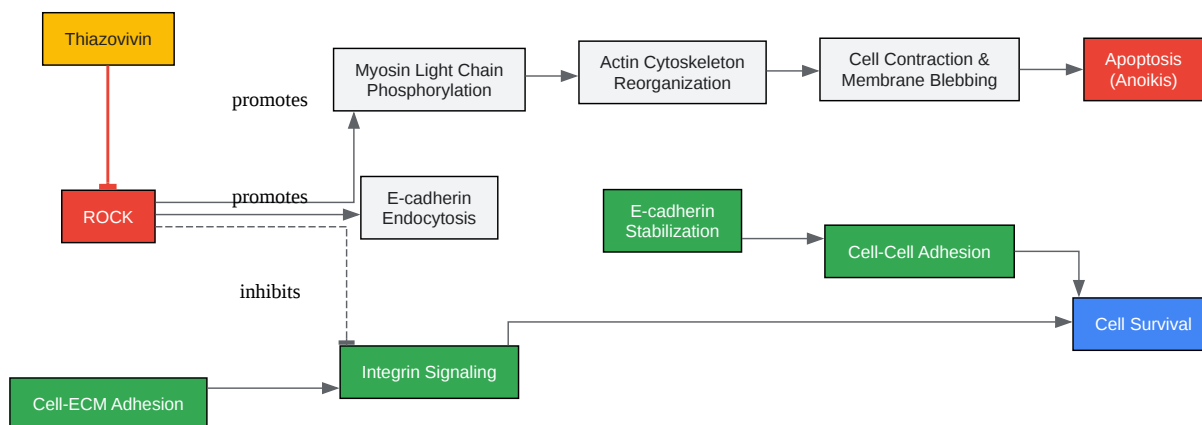 Thiazovivin
Myosin Light Chain
Phosphorylation
Actin Cytoskeleton
Reorganization
Cell Contraction &
Membrane Blebbing
Apoptosis
(Anoikis)
promotes
promotes
ROCK
E-cadherin
Endocytosis
E-cadherin
Stabilization
Cell-Cell Adhesion
inhibits
Cell Survival
Integrin Signaling
Cell-ECM Adhesion